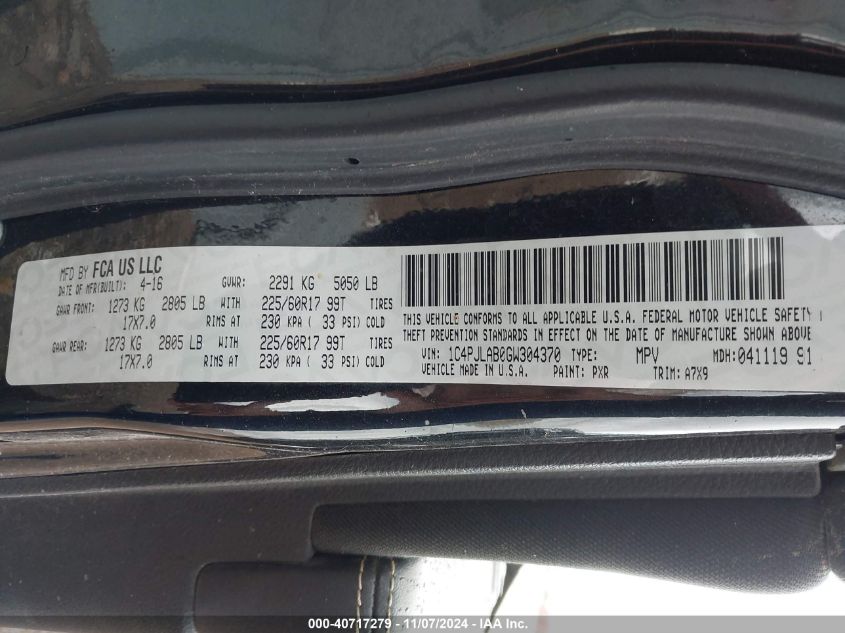 MFD BY FCA US LLC
DATE OF MFR(BUILT): 4-16 GVWR: 2291 KG 5050 LB
GAWR FRONT: 1273 KG 2805 LB WITH 225/60R17 99T TIRES
17X7.0 RIMS AT 230 KPA ( 33 PSI) COLD
GAWR REAR: 1273 KG 2805 LB WITH 225/60R17 99T TIRES
17X7.0 RIMS AT 230 KPA ( 33 PSI) COLD
THIS VEHICLE CONFORMS TO ALL APPLICABLE U.S.A. FEDERAL MOTOR VEHICLE SAFETY
THEFT PREVENTION STANDARDS IN EFFECT ON THE DATE OF MANUFACTURE SHOWN ABOVE
VIN: 1C4PJLAB0GW304370 TYPE: MPV MDH:041119 91
VEHICLE MADE IN U.S.A. PAINT: PXR TRIM: A7X9
000-40717279 - 11/07/2024 - IAA Inc.